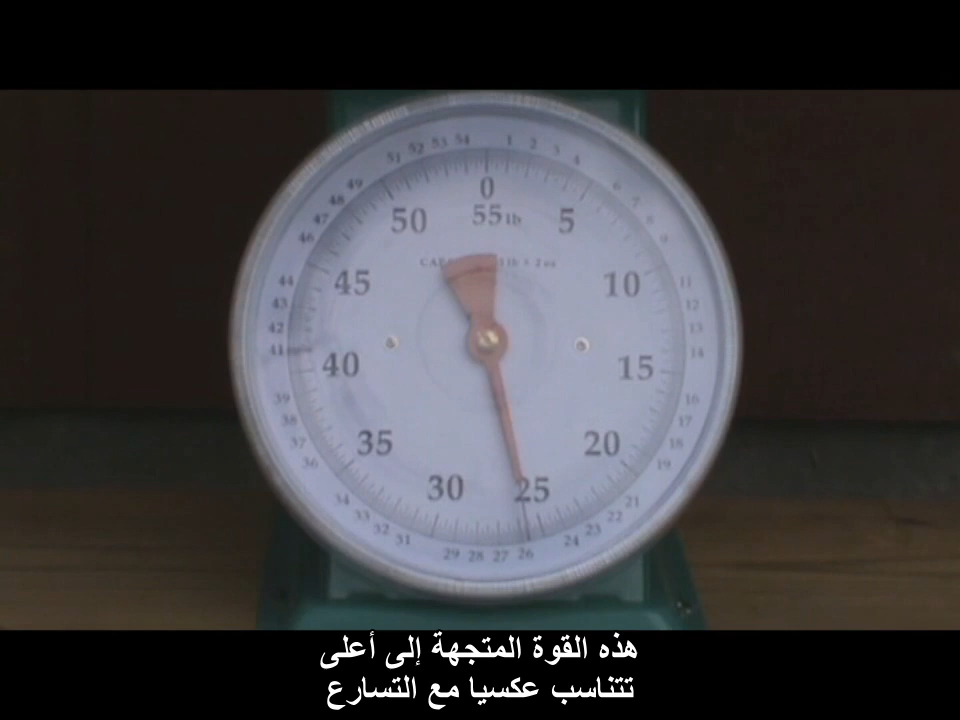 51 52 53 54 1 2 3 4
49 0 6
48 50 55 lb 5 7
47 8
46 9
44 45 10 11
43 12
42 13
41 40 15 14
39 16
38 17
37 35 20 18
36 19
34 30 25 21
33 22
32 23
31 29 28 27 26 24
هذه القوة المتجهة إلى أعلى
تتناسب عكسيا مع التسارع